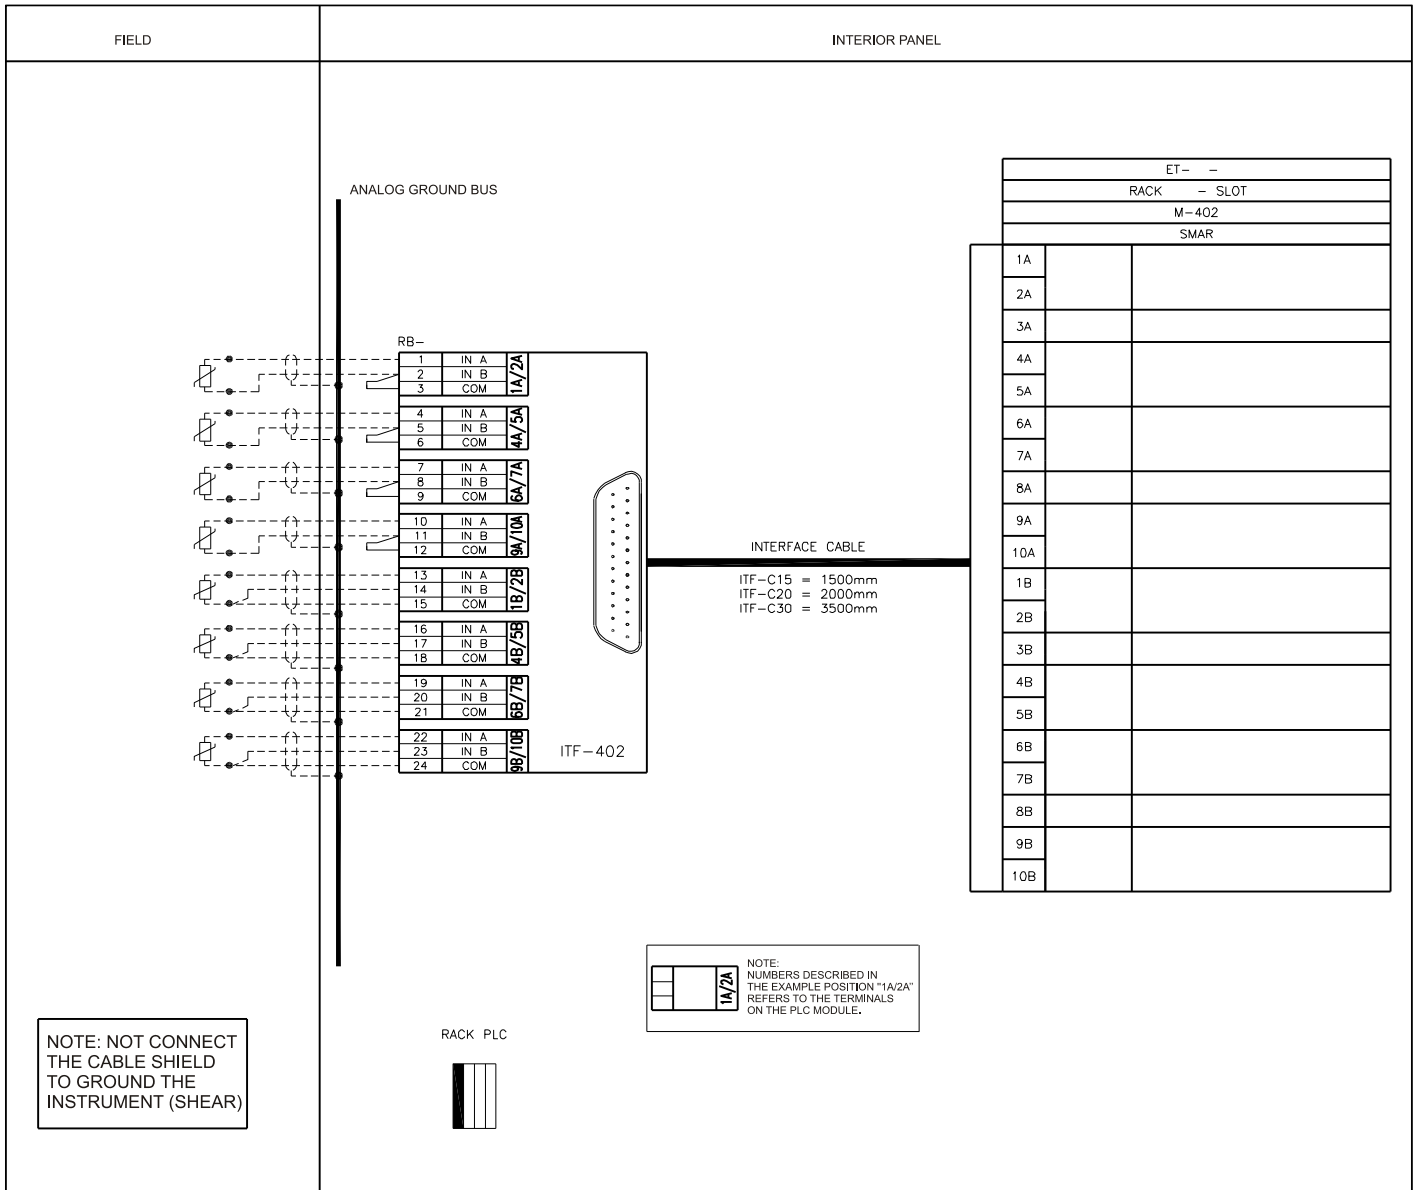 FIELD
INTERIOR PANEL
ANALOG GROUND BUS
ET- -
RACK - SLOT
M-402
SMAR
1A
2A
3A
4A
5A
6A
7A
8A
9A
10A
1B
2B
3B
4B
5B
6B
7B
8B
9B
10B
RB-
1 IN A
2 IN B
3 COM
1A/2A
4 IN A
5 IN B
6 COM
4A/5A
7 IN A
8 IN B
9 COM
6A/7A
10 IN A
11 IN B
12 COM
9A/10A
13 IN A
14 IN B
15 COM
1B/2B
16 IN A
17 IN B
18 COM
4B/5B
19 IN A
20 IN B
21 COM
6B/7B
22 IN A
23 IN B
24 COM
9B/10B
ITF-402
INTERFACE CABLE
ITF-C15 = 1500mm
ITF-C20 = 2000mm
ITF-C30 = 3500mm
1A/2A
NOTE:
NUMBERS DESCRIBED IN
THE EXAMPLE POSITION "1A/2A"
REFERS TO THE TERMINALS
ON THE PLC MODULE.
RACK PLC
NOTE: NOT CONNECT
THE CABLE SHIELD
TO GROUND THE
INSTRUMENT (SHEAR)